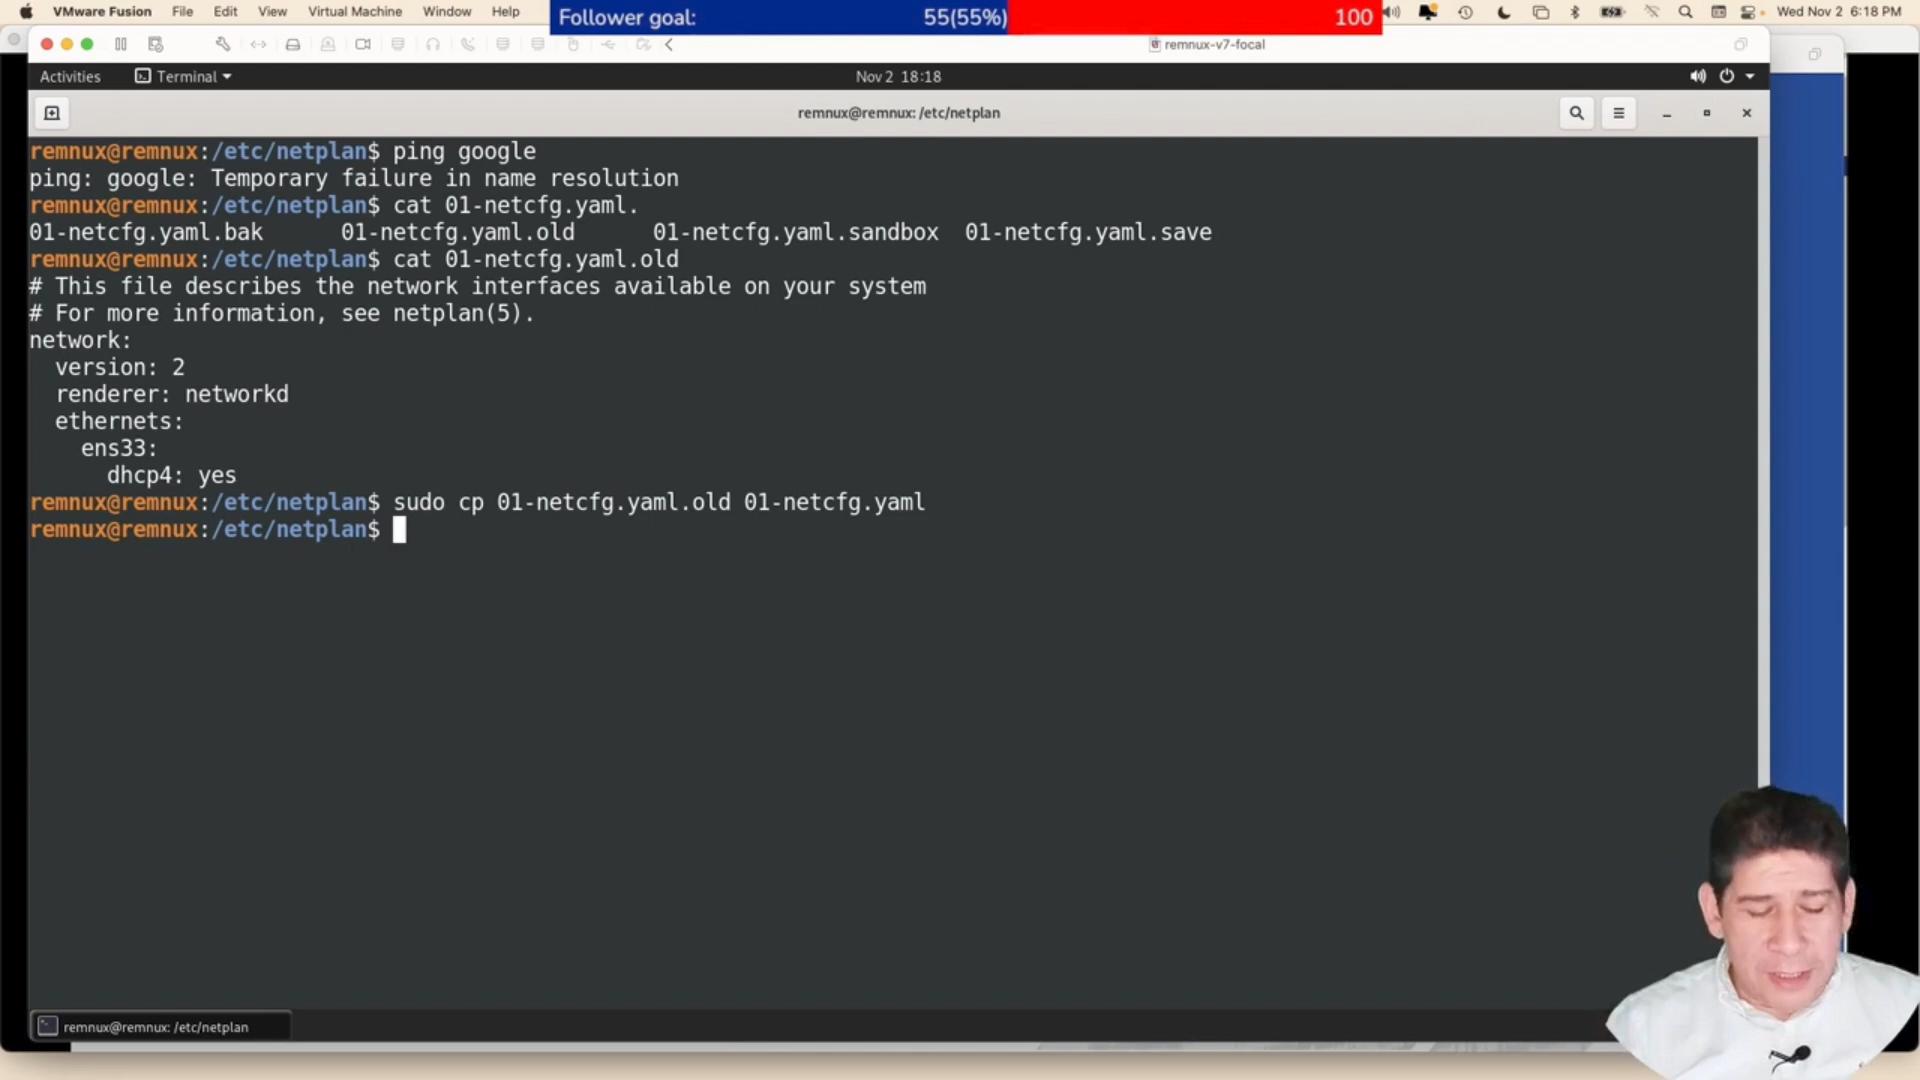 VMware Fusion File Edit View Virtual Machine Window Help
Follower goal: 55(55%) 100
Wed Nov 2 6:18 PM
remnux-v7-focal
Activities Terminal Nov 2 18:18
remnux@remnux: /etc/netplan
remnux@remnux:/etc/netplan$ ping google
ping: google: Temporary failure in name resolution
remnux@remnux:/etc/netplan$ cat 01-netcfg.yaml.
01-netcfg.yaml.bak 01-netcfg.yaml.old 01-netcfg.yaml.sandbox 01-netcfg.yaml.save
remnux@remnux:/etc/netplan$ cat 01-netcfg.yaml.old
# This file describes the network interfaces available on your system
# For more information, see netplan(5).
network:
  version: 2
  renderer: networkd
  ethernets:
    ens33:
      dhcp4: yes
remnux@remnux:/etc/netplan$ sudo cp 01-netcfg.yaml.old 01-netcfg.yaml
remnux@remnux:/etc/netplan$
remnux@remnux: /etc/netplan